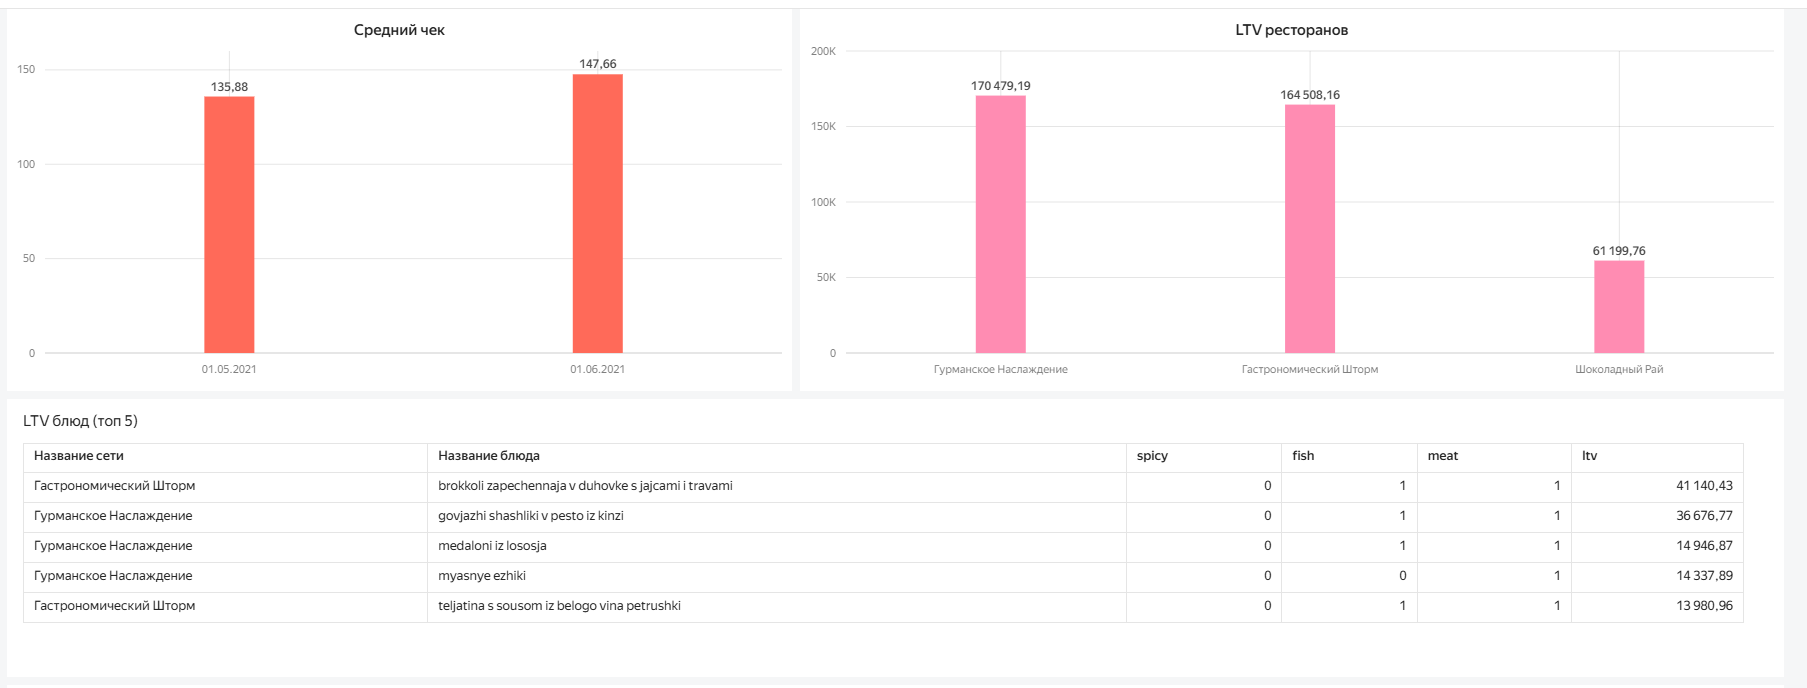 Средний чек
150
100
50
0
135,88
147,66
01.05.2021
01.06.2021
LTV ресторанов
200K
150K
100K
50K
0
170 479,19
164 508,16
61 199,76
Гурманское Наслаждение
Гастрономический Шторм
Шоколадный Рай
LTV блюд (топ 5)
Название сети Название блюда spicy fish meat ltv
Гастрономический Шторм brokkoli zapechennaja v duhovke s jajcami i travami 0 1 1 41 140,43
Гурманское Наслаждение govjazhi shashliki v pesto iz kinzi 0 1 1 36 676,77
Гурманское Наслаждение medaloni iz lososja 0 1 1 14 946,87
Гурманское Наслаждение myasnye ezhiki 0 0 1 14 337,89
Гастрономический Шторм teljatina s sousom iz belogo vina petrushki 0 1 1 13 980,96